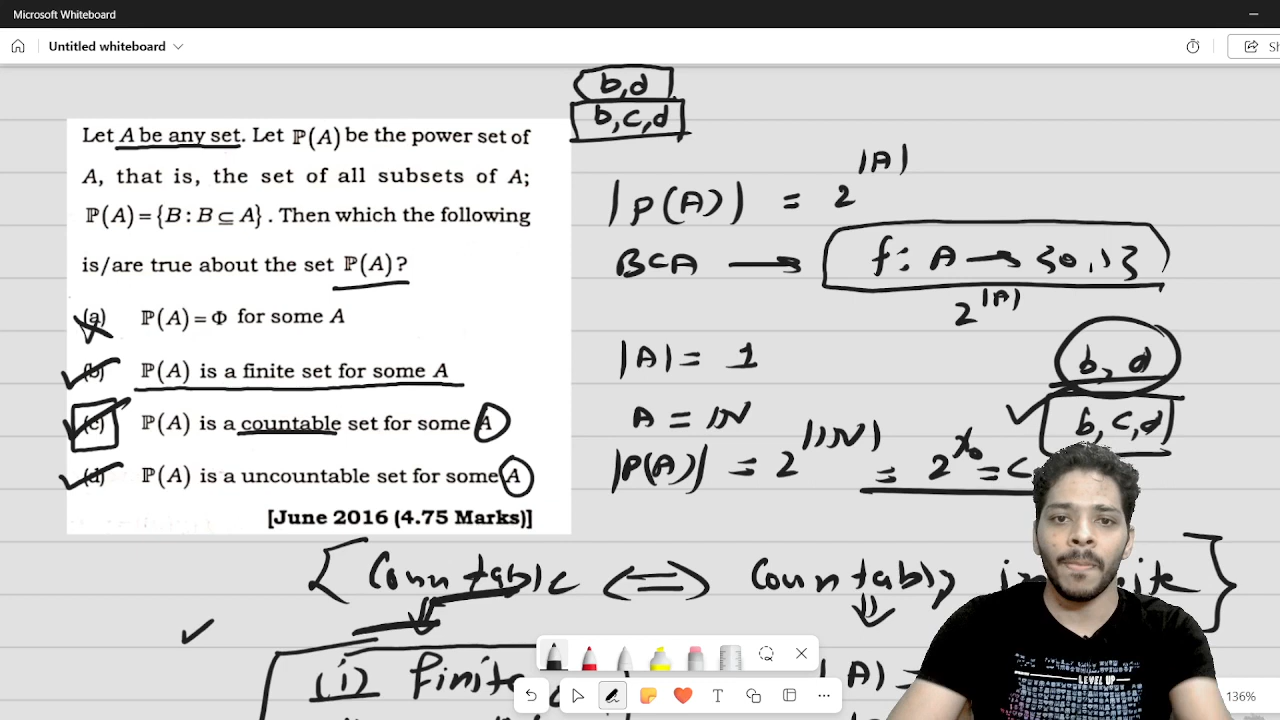 Microsoft Whiteboard
Untitled whiteboard
b,d
b,c,d
Let A be any set. Let ℙ(A) be the power set of
A, that is, the set of all subsets of A;
ℙ(A)={B:B⊆A}. Then which the following
is/are true about the set ℙ(A)?
(a) ℙ(A)=Φ for some A
(b) ℙ(A) is a finite set for some A
(c) ℙ(A) is a countable set for some A
(d) ℙ(A) is a uncountable set for some A
[June 2016 (4.75 Marks)]
|P(A)| = 2^|A|
B⊂A → f: A → {0,1}
2^|A|
|A| = 1
b, d
A = ℕ
b, c, d
|P(A)| = 2^|ℕ| = 2^ℵ₀ = c
[Countable ⇔ Countably
(i) finite
136%